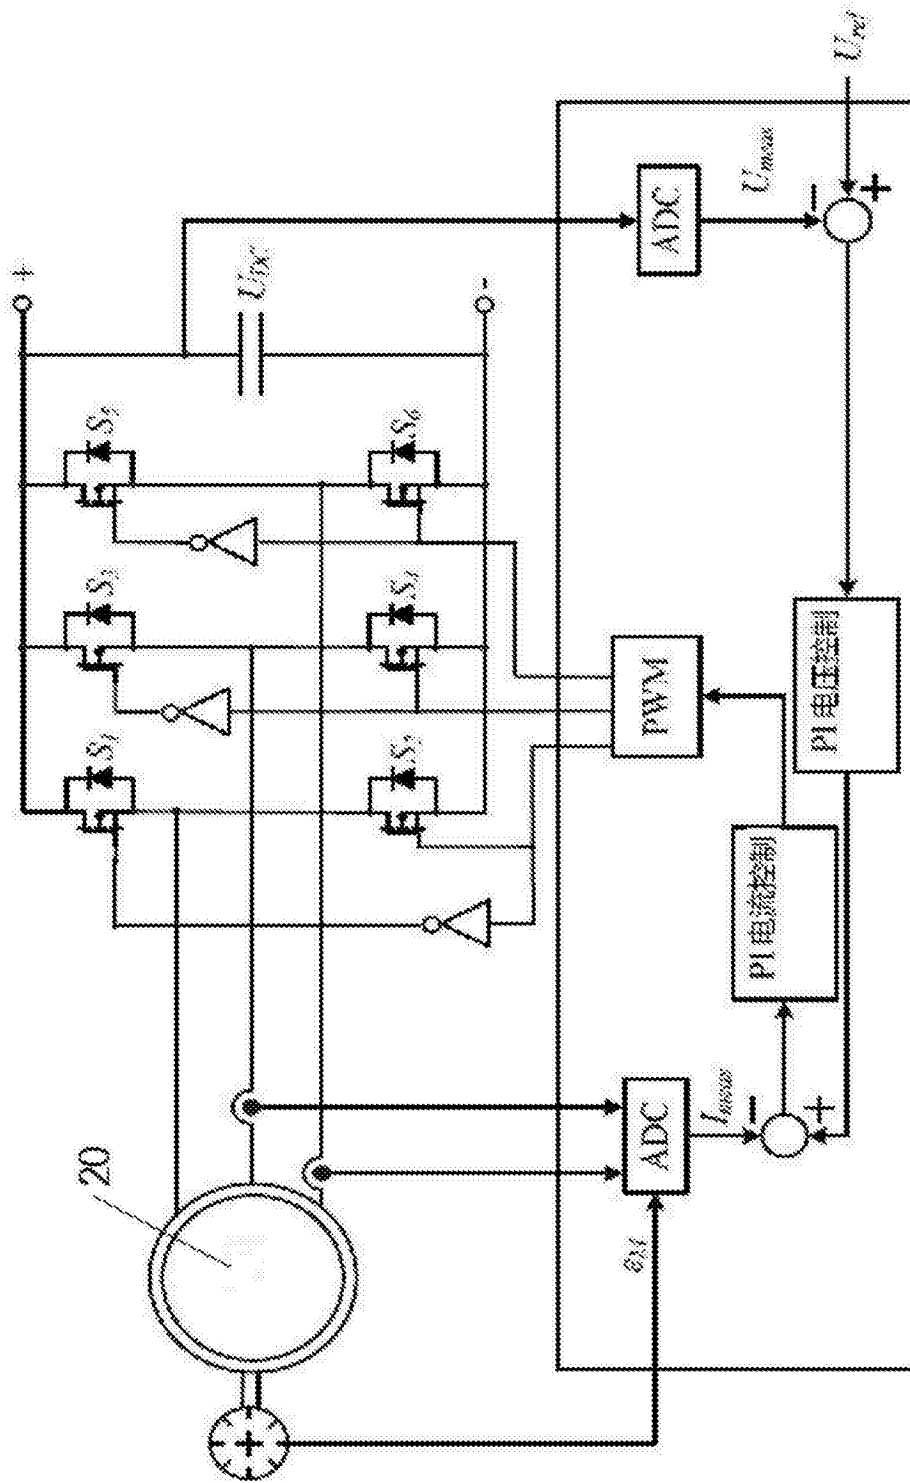 20
+
-
U_DC
S_1
S_3
S_5
S_2
S_4
S_6
PWM
ADC
ADC
ε_M
I_meas
-
+
PI 电流控制
PI 电压控制
U_meas
-
+
U_ref